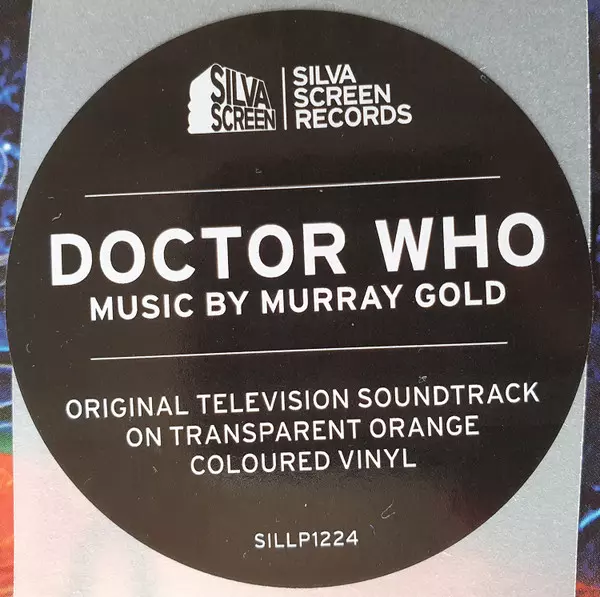 SILVA
SCREEN
SILVA
SCREEN
RECORDS
DOCTOR WHO
MUSIC BY MURRAY GOLD
ORIGINAL TELEVISION SOUNDTRACK
ON TRANSPARENT ORANGE
COLOURED VINYL
SILLP1224